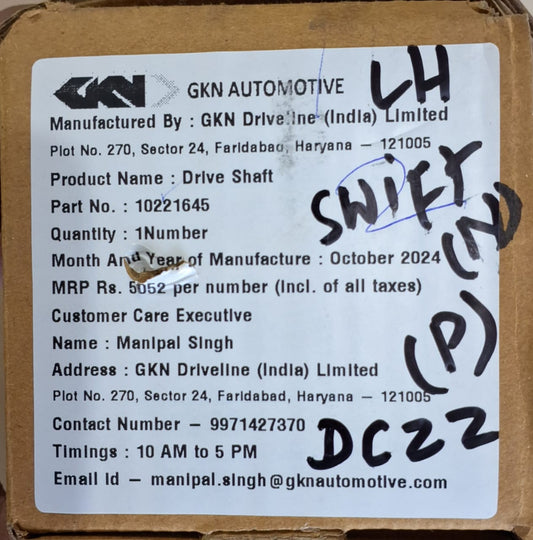 GKN GKN AUTOMOTIVE
LH
Manufactured By : GKN Driveline (India) Limited
Plot No. 270, Sector 24, Faridabad, Haryana – 121005
Product Name : Drive Shaft
SWIFT
Part No. : 10221645
(N)
Quantity : 1Number
Month And Year of Manufacture : October 2024
MRP Rs. 5052 per number (Incl. of all taxes)
Customer Care Executive
(P)
Name : Manipal Singh
Address : GKN Driveline (India) Limited
Plot No. 270, Sector 24, Faridabad, Haryana – 121005
Contact Number – 9971427370
DC22
Timings : 10 AM to 5 PM
Email Id – manipal.singh@gknautomotive.com